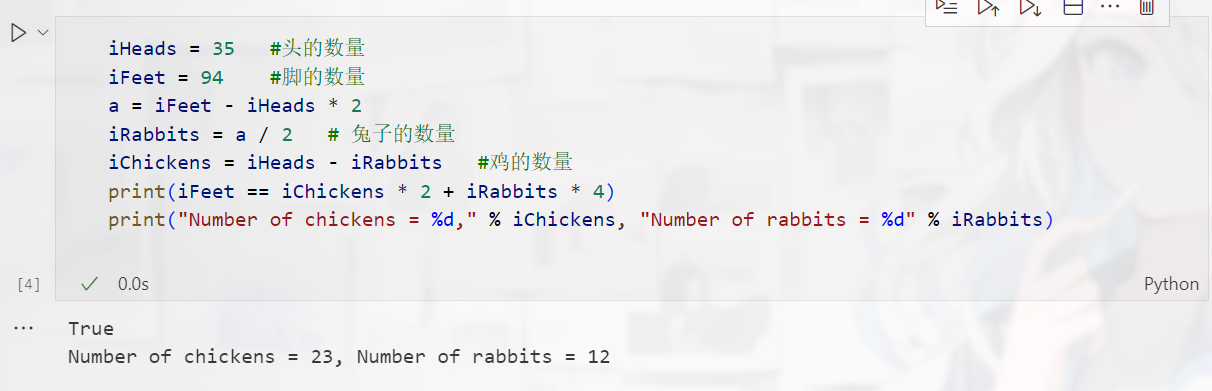 iHeads = 35   #头的数量
iFeet = 94    #脚的数量
a = iFeet - iHeads * 2
iRabbits = a / 2   # 兔子的数量
iChickens = iHeads - iRabbits   #鸡的数量
print(iFeet == iChickens * 2 + iRabbits * 4)
print("Number of chickens = %d," % iChickens, "Number of rabbits = %d" % iRabbits)
[4] 0.0s Python
True
Number of chickens = 23, Number of rabbits = 12